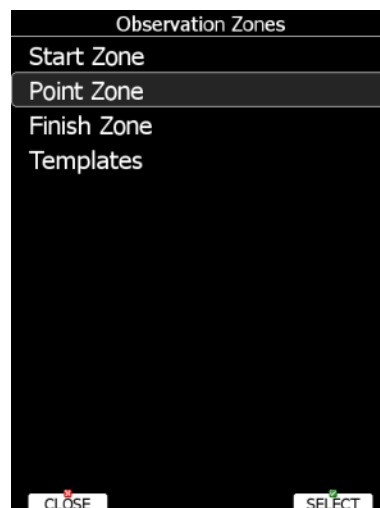 Observation Zones
Start Zone
Point Zone
Finish Zone
Templates
CLOSE SELECT